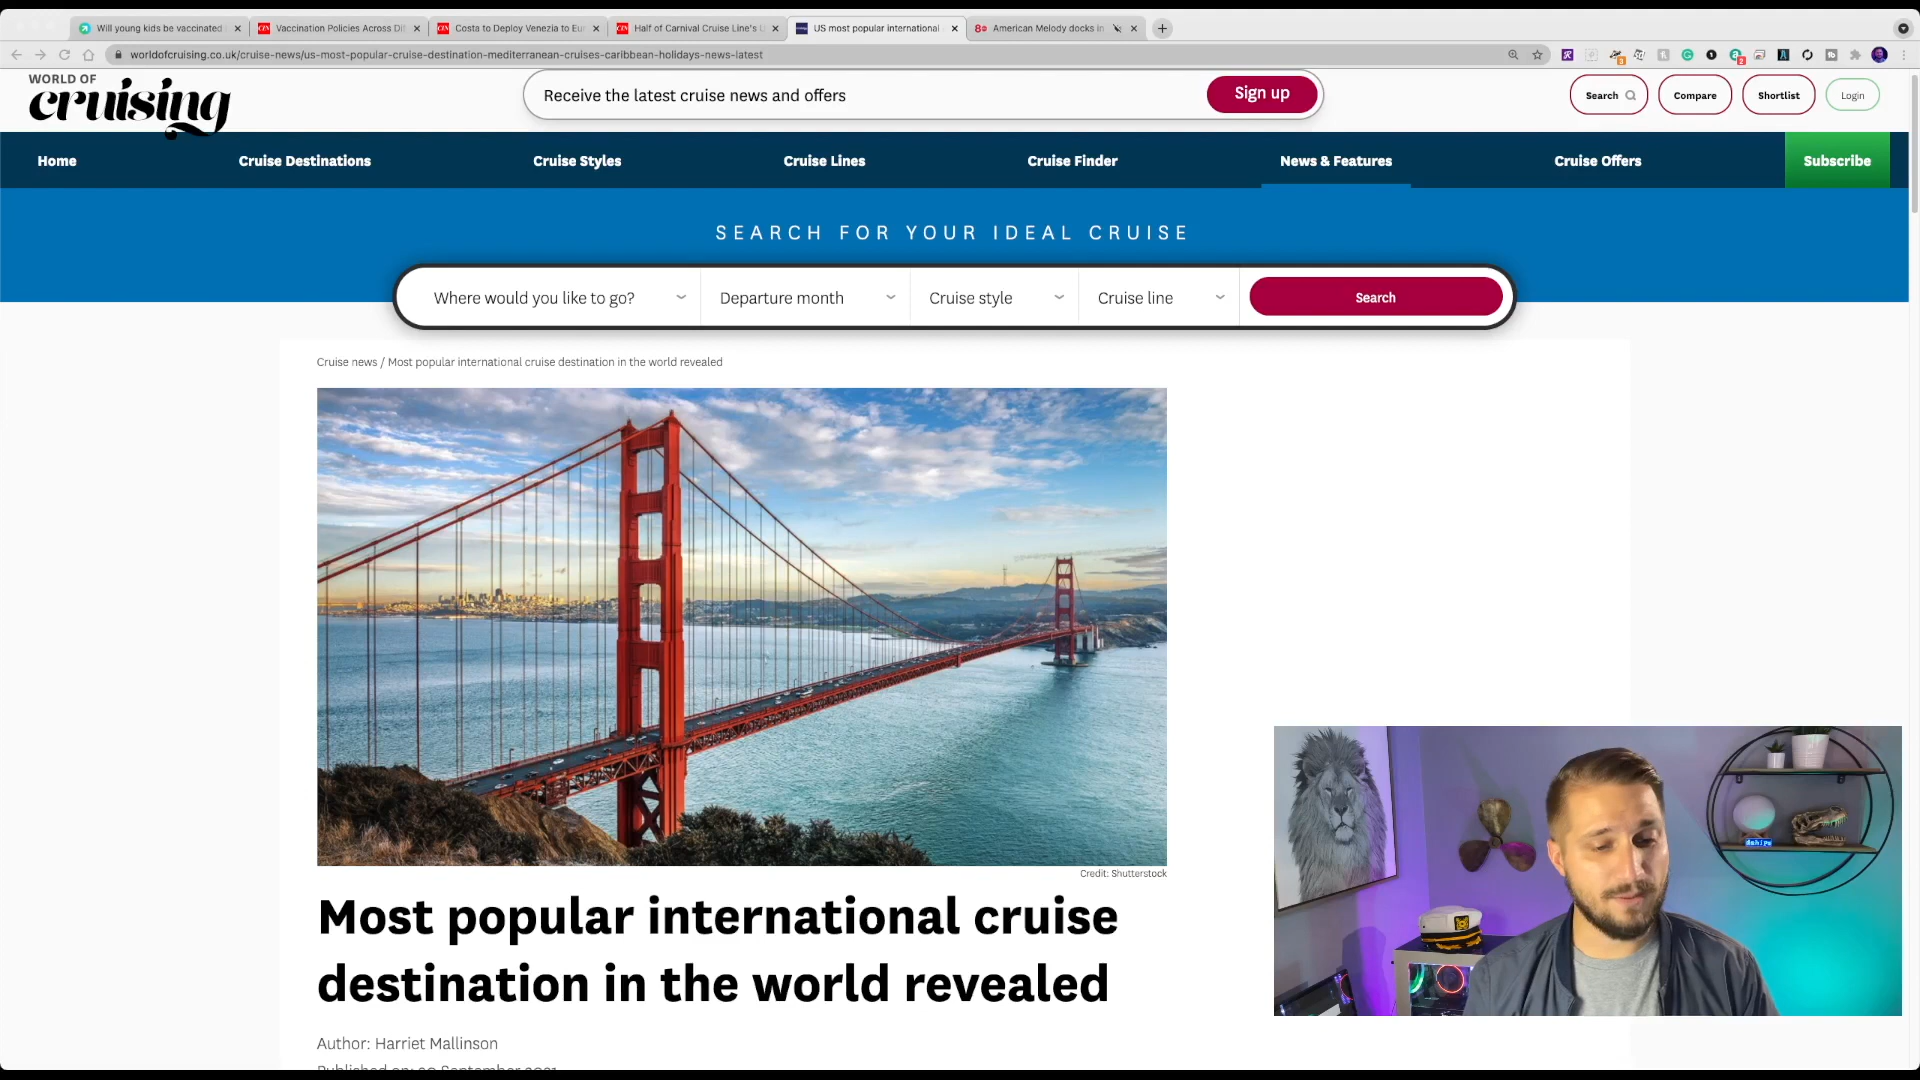 Will young kids be vaccinated
Vaccination Policies Across Di
Costa to Deploy Venezia to Eur
Half of Carnival Cruise Line's
US most popular international
American Melody docks in
worldofcruising.co.uk/cruise-news/us-most-popular-cruise-destination-mediterranean-cruises-caribbean-holidays-news-latest
WORLD OF
cruising
Receive the latest cruise news and offers
Sign up
Search
Compare
Shortlist
Login
Home
Cruise Destinations
Cruise Styles
Cruise Lines
Cruise Finder
News & Features
Cruise Offers
Subscribe
SEARCH FOR YOUR IDEAL CRUISE
Where would you like to go?
Departure month
Cruise style
Cruise line
Search
Cruise news / Most popular international cruise destination in the world revealed
Credit: Shutterstock
Most popular international cruise
destination in the world revealed
Author: Harriet Mallinson